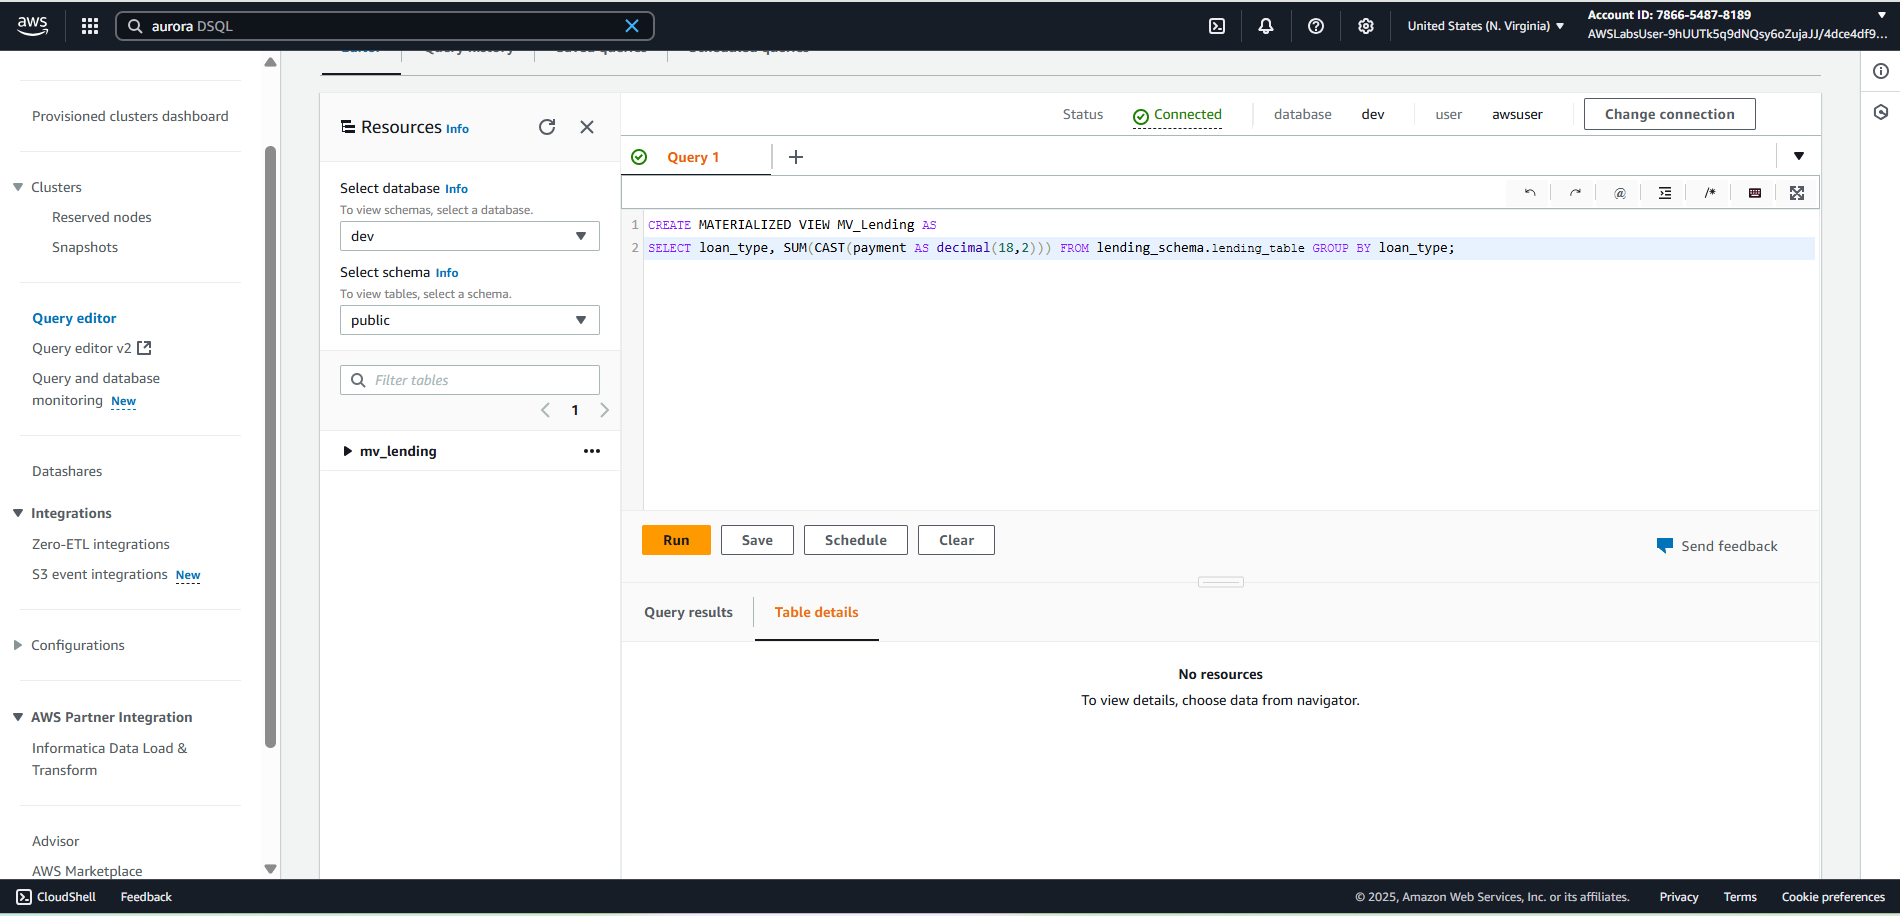 aws
aurora DSQL
United States (N. Virginia)
Account ID: 7866-5487-8189
AWSLabsUser-9hUUTk5q9dNQsy6oZujaJJ/4dce4df9...
Editor
Query history
Saved queries
Scheduled queries
Provisioned clusters dashboard
Clusters
Reserved nodes
Snapshots
Query editor
Query editor v2
Query and database
monitoring New
Datashares
Integrations
Zero-ETL integrations
S3 event integrations New
Configurations
AWS Partner Integration
Informatica Data Load &
Transform
Advisor
AWS Marketplace
Resources Info
Select database Info
To view schemas, select a database.
dev
Select schema Info
To view tables, select a schema.
public
Filter tables
1
mv_lending
Status Connected database dev user awsuser Change connection
Query 1
1 CREATE MATERIALIZED VIEW MV_Lending AS
2 SELECT loan_type, SUM(CAST(payment AS decimal(18,2))) FROM lending_schema.lending_table GROUP BY loan_type;
Run Save Schedule Clear
Send feedback
Query results Table details
No resources
To view details, choose data from navigator.
CloudShell Feedback © 2025, Amazon Web Services, Inc. or its affiliates. Privacy Terms Cookie preferences